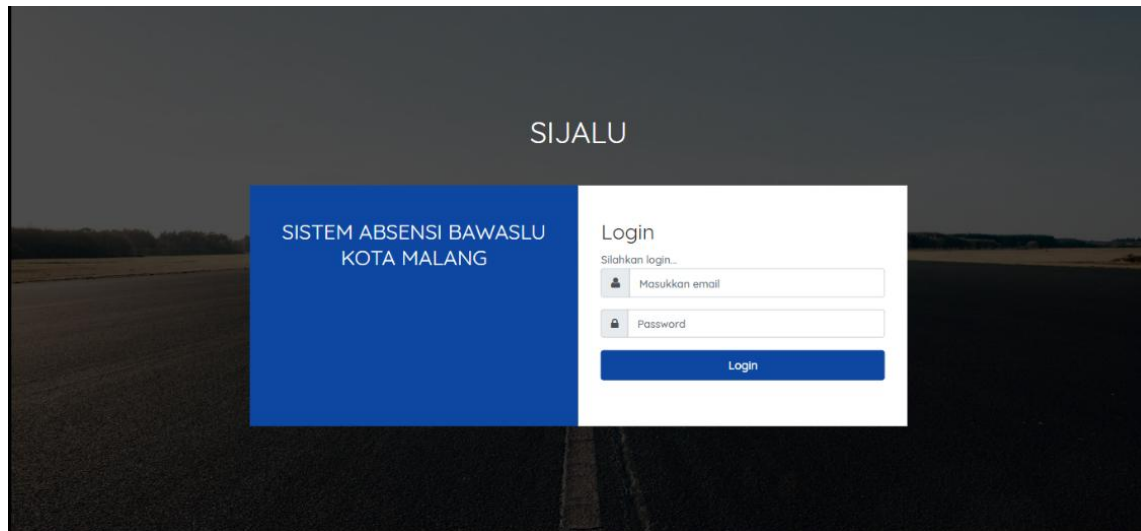 SIJALU
SISTEM ABSENSI BAWASLU
KOTA MALANG
Login
Silahkan login...
Masukkan email
Password
Login